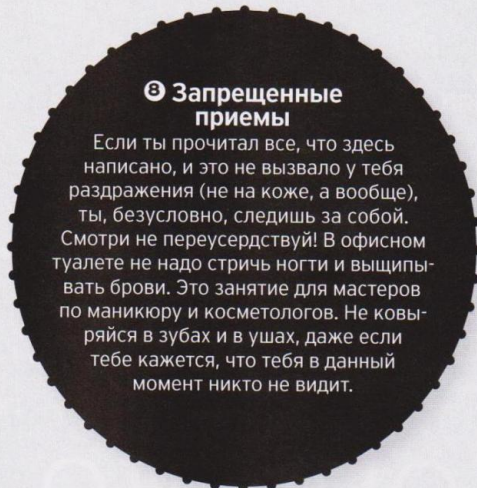 ❽ Запрещенные
приемы
Если ты прочитал все, что здесь
написано, и это не вызвало у тебя
раздражения (не на коже, а вообще),
ты, безусловно, следишь за собой.
Смотри не переусердствуй! В офисном
туалете не надо стричь ногти и выщипы-
вать брови. Это занятие для мастеров
по маникюру и косметологов. Не ковы-
ряйся в зубах и в ушах, даже если
тебе кажется, что тебя в данный
момент никто не видит.